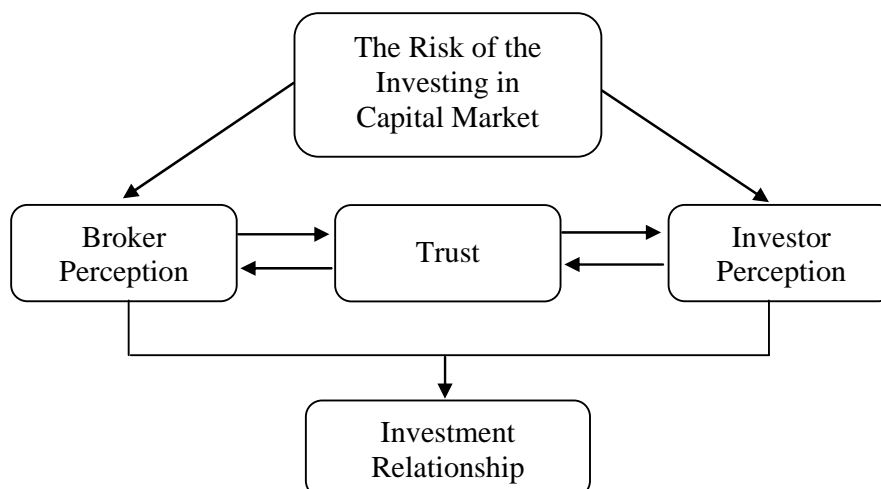 The Risk of the
Investing in
Capital Market
Broker
Perception
Trust
Investor
Perception
Investment
Relationship